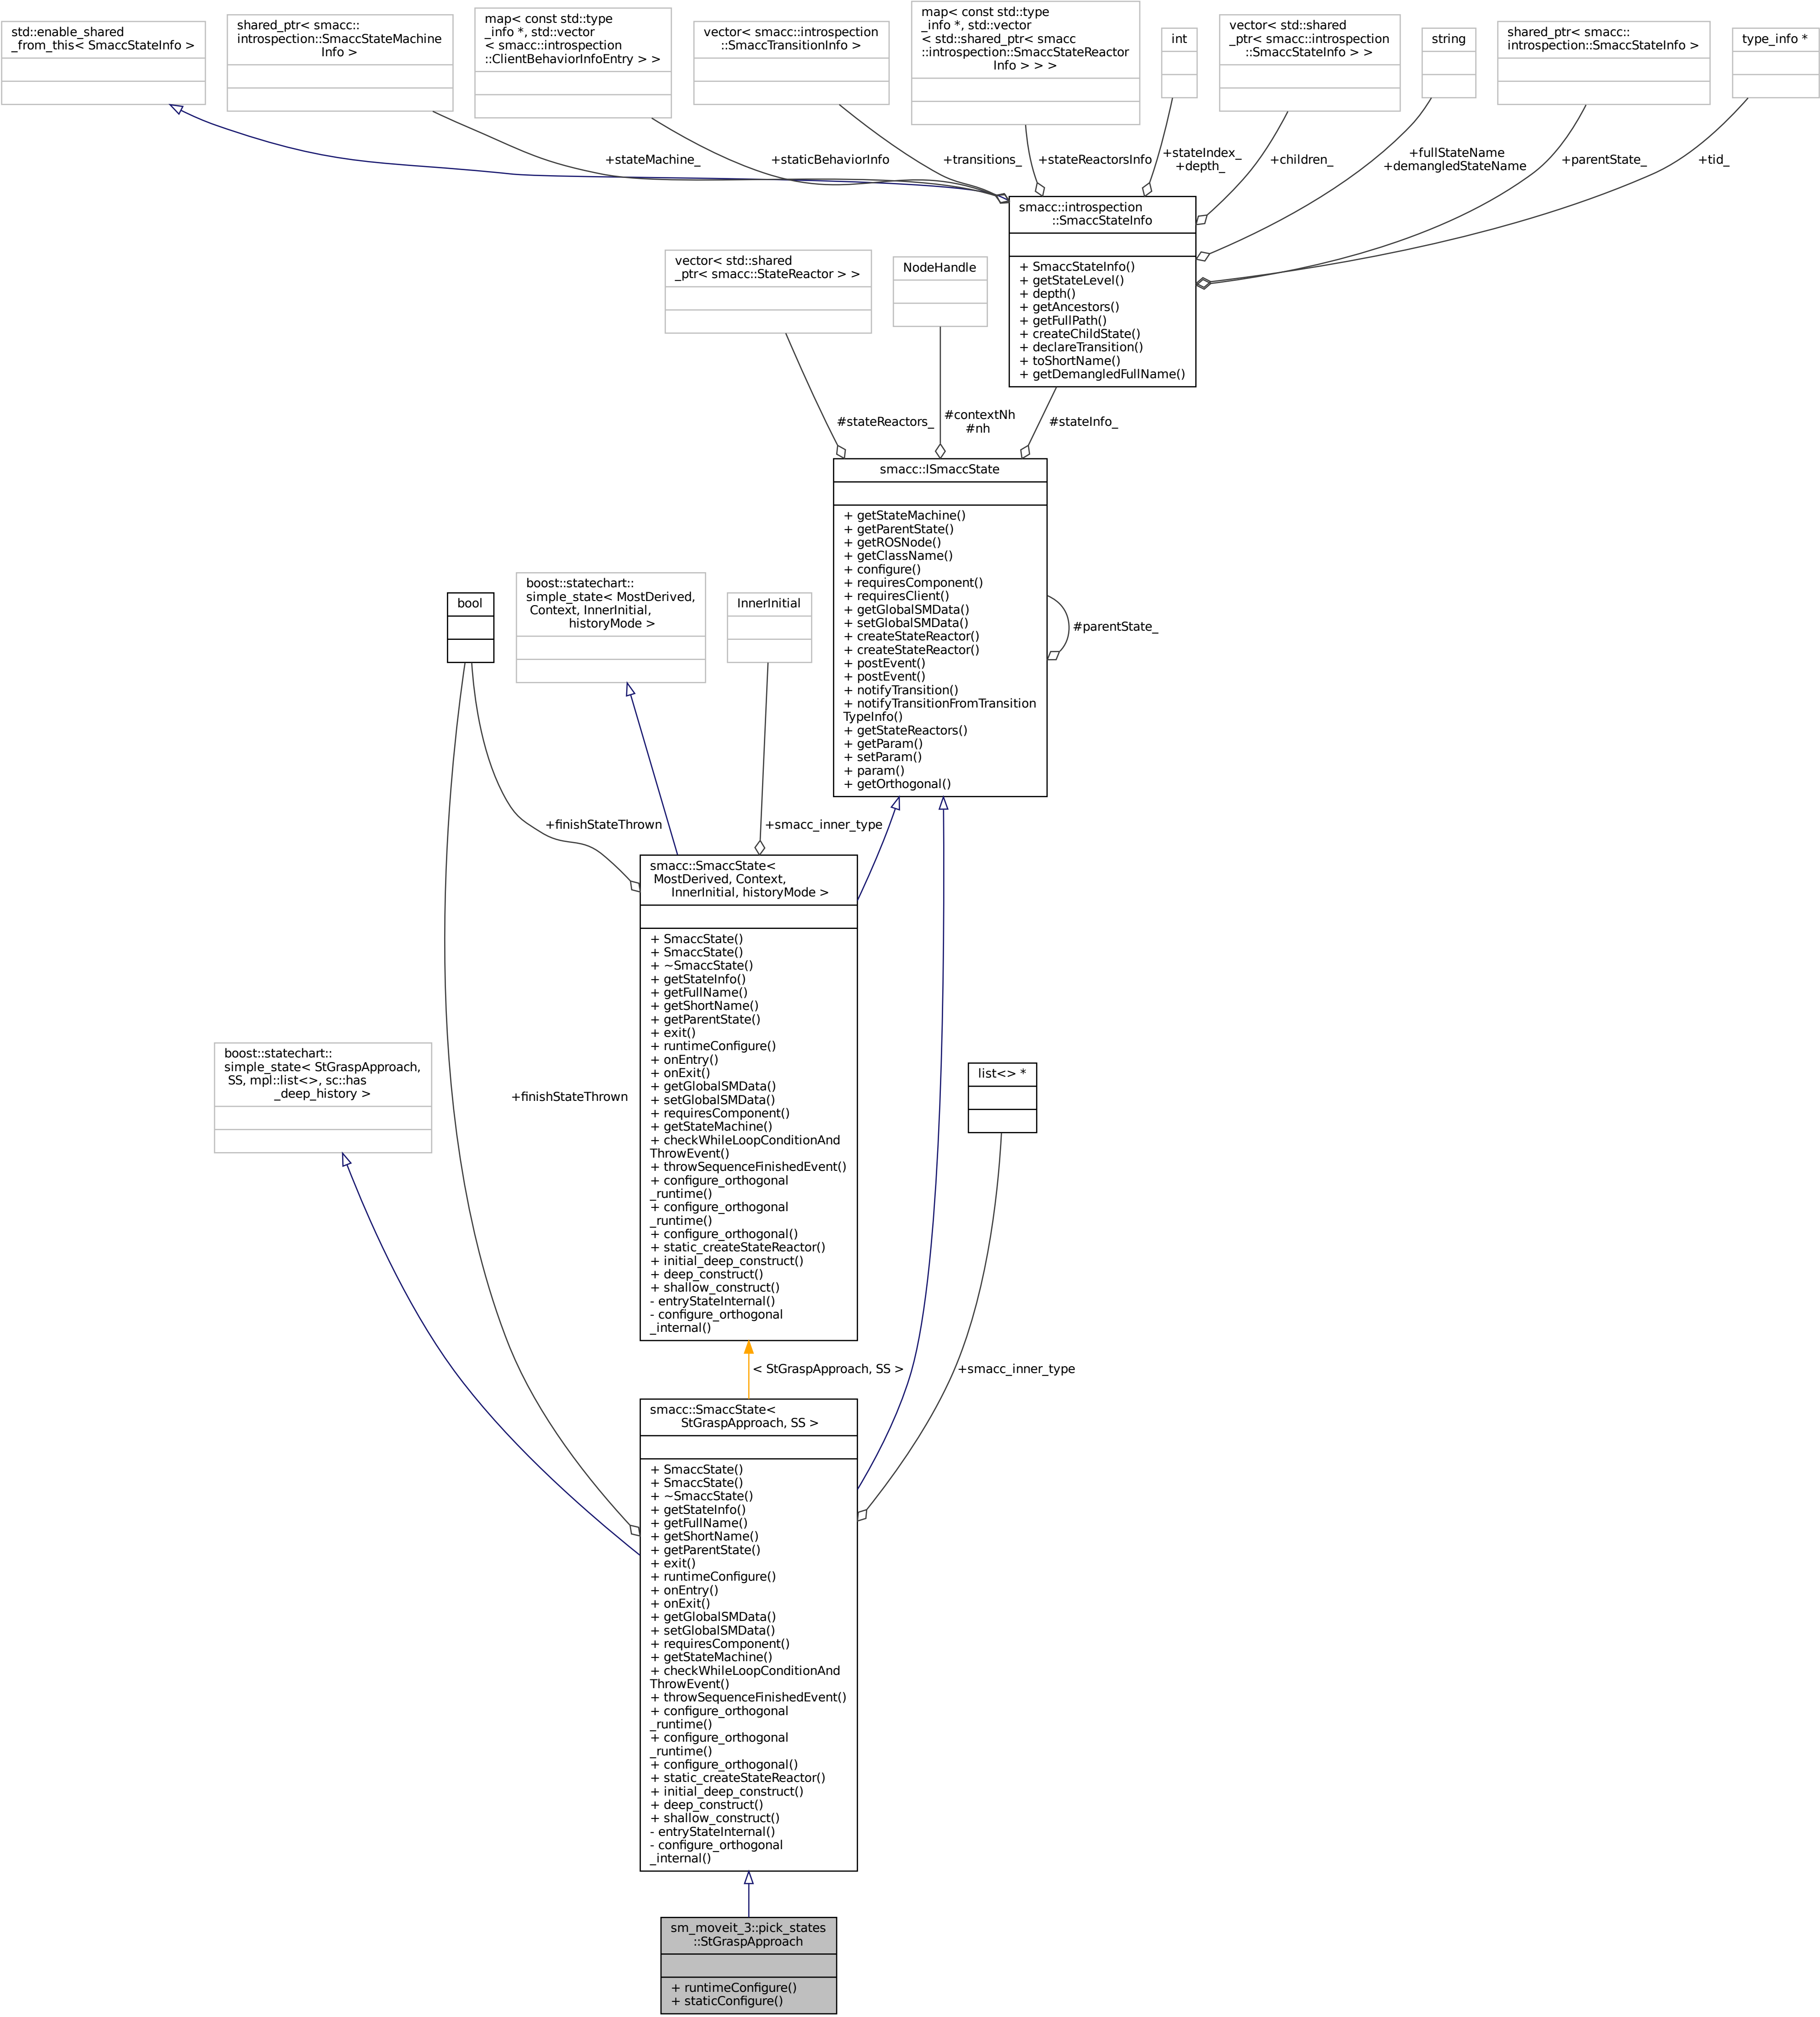 std::enable_shared
_from_this< SmaccStateInfo >
shared_ptr< smacc::
introspection::SmaccStateMachine
Info >
map< const std::type
_info *, std::vector
< smacc::introspection
::ClientBehaviorInfoEntry > >
vector< smacc::introspection
::SmaccTransitionInfo >
map< const std::type
_info *, std::vector
< std::shared_ptr< smacc
::introspection::SmaccStateReactor
Info > > >
int
vector< std::shared
_ptr< smacc::introspection
::SmaccStateInfo > >
string
shared_ptr< smacc::
introspection::SmaccStateInfo >
type_info *
+stateMachine_
+staticBehaviorInfo
+transitions_
+stateReactorsInfo
+stateIndex_
+depth_
+children_
+fullStateName
+demangledStateName
+parentState_
+tid_
smacc::introspection
::SmaccStateInfo
+ SmaccStateInfo()
+ getStateLevel()
+ depth()
+ getAncestors()
+ getFullPath()
+ createChildState()
+ declareTransition()
+ toShortName()
+ getDemangledFullName()
vector< std::shared
_ptr< smacc::StateReactor > >
NodeHandle
#stateReactors_
#contextNh
#nh
#stateInfo_
smacc::ISmaccState
+ getStateMachine()
+ getParentState()
+ getROSNode()
+ getClassName()
+ configure()
+ requiresComponent()
+ requiresClient()
+ getGlobalSMData()
+ setGlobalSMData()
+ createStateReactor()
+ createStateReactor()
+ postEvent()
+ postEvent()
+ notifyTransition()
+ notifyTransitionFromTransition
TypeInfo()
+ getStateReactors()
+ getParam()
+ setParam()
+ param()
+ getOrthogonal()
#parentState_
bool
boost::statechart::
simple_state< MostDerived,
Context, InnerInitial,
historyMode >
InnerInitial
+finishStateThrown
+smacc_inner_type
smacc::SmaccState<
MostDerived, Context,
InnerInitial, historyMode >
+ SmaccState()
+ SmaccState()
+ ~SmaccState()
+ getStateInfo()
+ getFullName()
+ getShortName()
+ getParentState()
+ exit()
+ runtimeConfigure()
+ onEntry()
+ onExit()
+ getGlobalSMData()
+ setGlobalSMData()
+ requiresComponent()
+ getStateMachine()
+ checkWhileLoopConditionAnd
ThrowEvent()
+ throwSequenceFinishedEvent()
+ configure_orthogonal
_runtime()
+ configure_orthogonal
_runtime()
+ configure_orthogonal()
+ static_createStateReactor()
+ initial_deep_construct()
+ deep_construct()
+ shallow_construct()
- entryStateInternal()
- configure_orthogonal
_internal()
boost::statechart::
simple_state< StGraspApproach,
SS, mpl::list<>, sc::has
_deep_history >
+finishStateThrown
list<> *
< StGraspApproach, SS >
+smacc_inner_type
smacc::SmaccState<
StGraspApproach, SS >
+ SmaccState()
+ SmaccState()
+ ~SmaccState()
+ getStateInfo()
+ getFullName()
+ getShortName()
+ getParentState()
+ exit()
+ runtimeConfigure()
+ onEntry()
+ onExit()
+ getGlobalSMData()
+ setGlobalSMData()
+ requiresComponent()
+ getStateMachine()
+ checkWhileLoopConditionAnd
ThrowEvent()
+ throwSequenceFinishedEvent()
+ configure_orthogonal
_runtime()
+ configure_orthogonal
_runtime()
+ configure_orthogonal()
+ static_createStateReactor()
+ initial_deep_construct()
+ deep_construct()
+ shallow_construct()
- entryStateInternal()
- configure_orthogonal
_internal()
sm_moveit_3::pick_states
::StGraspApproach
+ runtimeConfigure()
+ staticConfigure()